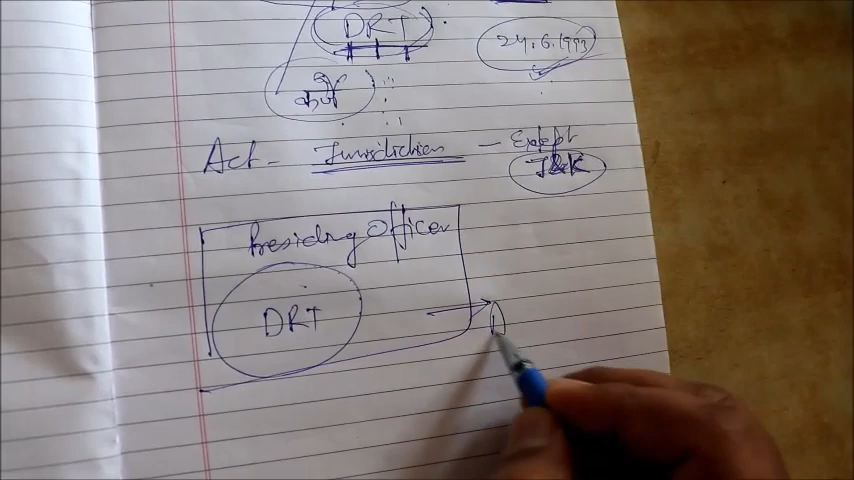 DRT
24.6.1993
Act - Jurisdiction - Except
J&K
Presiding Officer
DRT